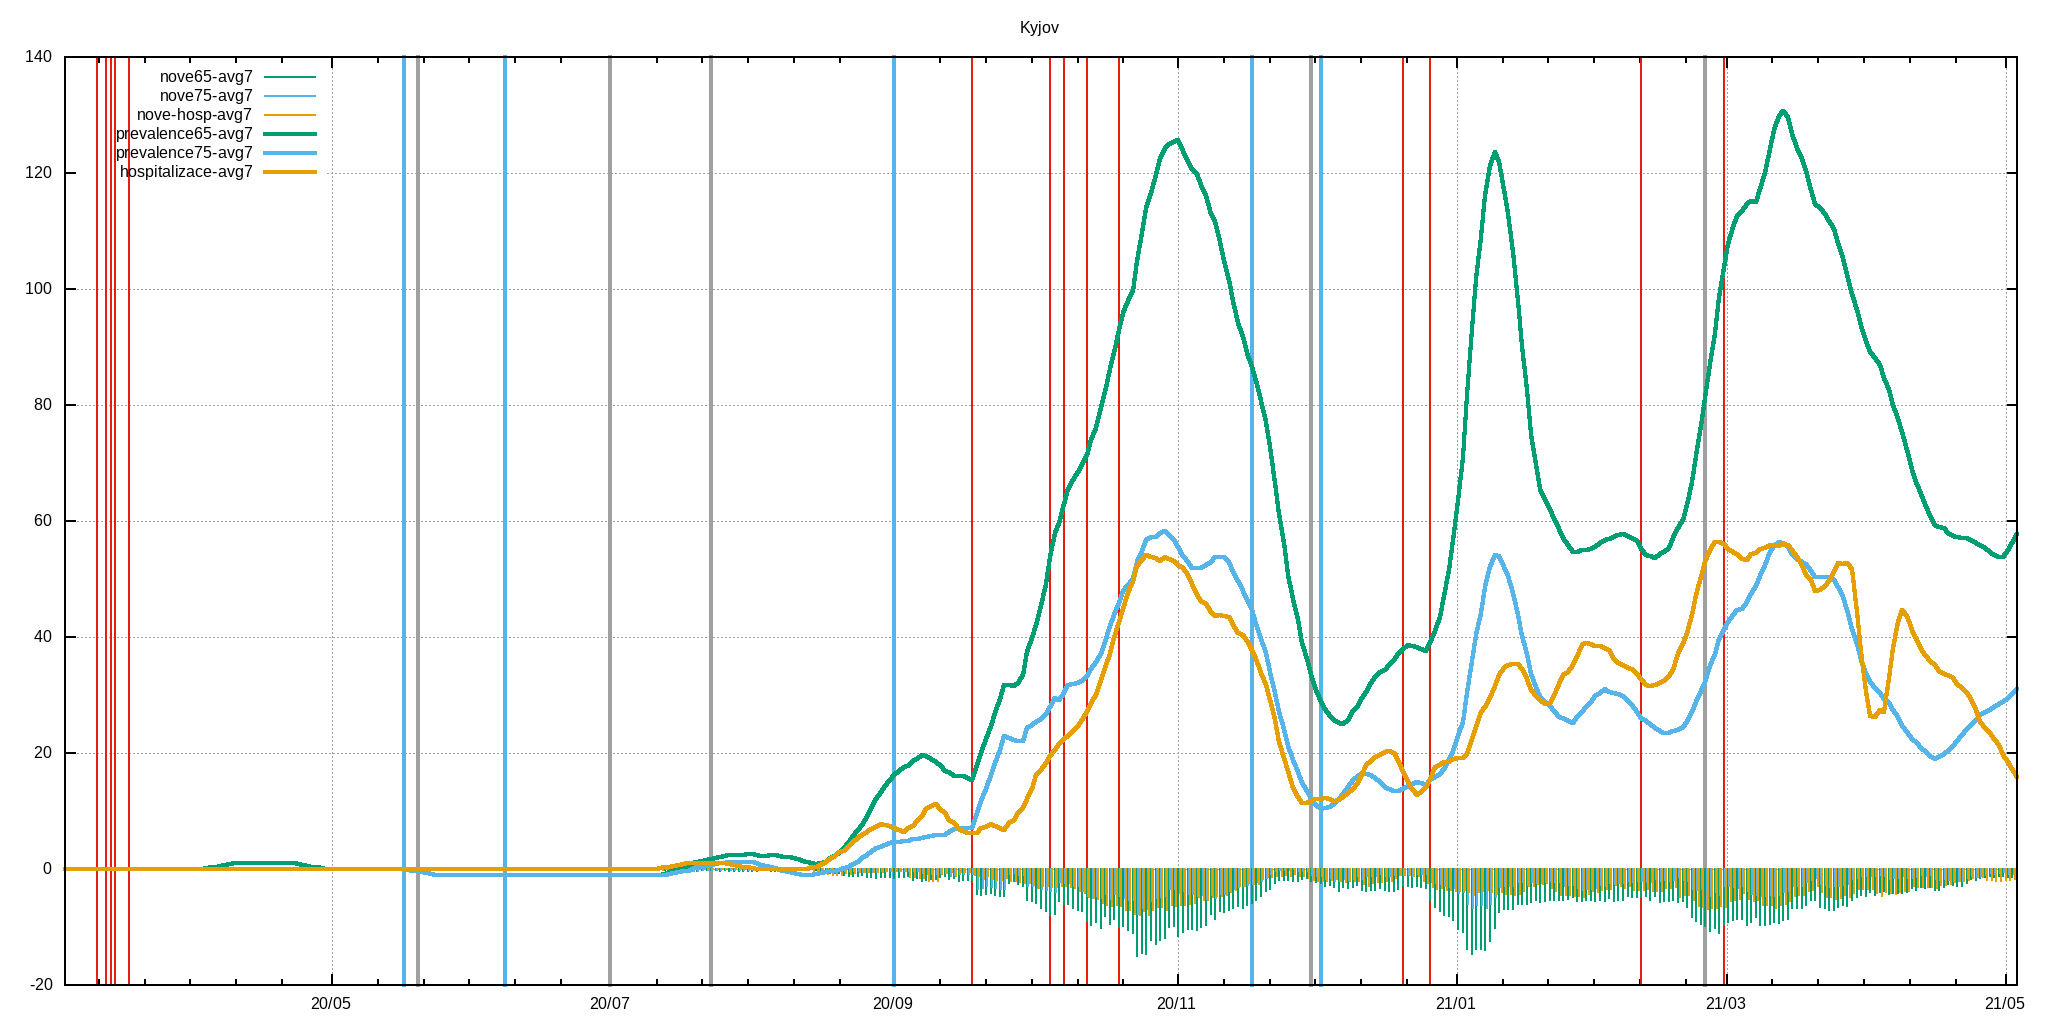 Kyjov
140
nove65-avg7
nove75-avg7
nove-hosp-avg7
prevalence65-avg7
prevalence75-avg7
hospitalizace-avg7
120
100
80
60
40
20
0
-20
20/05 20/07 20/09 20/11 21/01 21/03 21/05